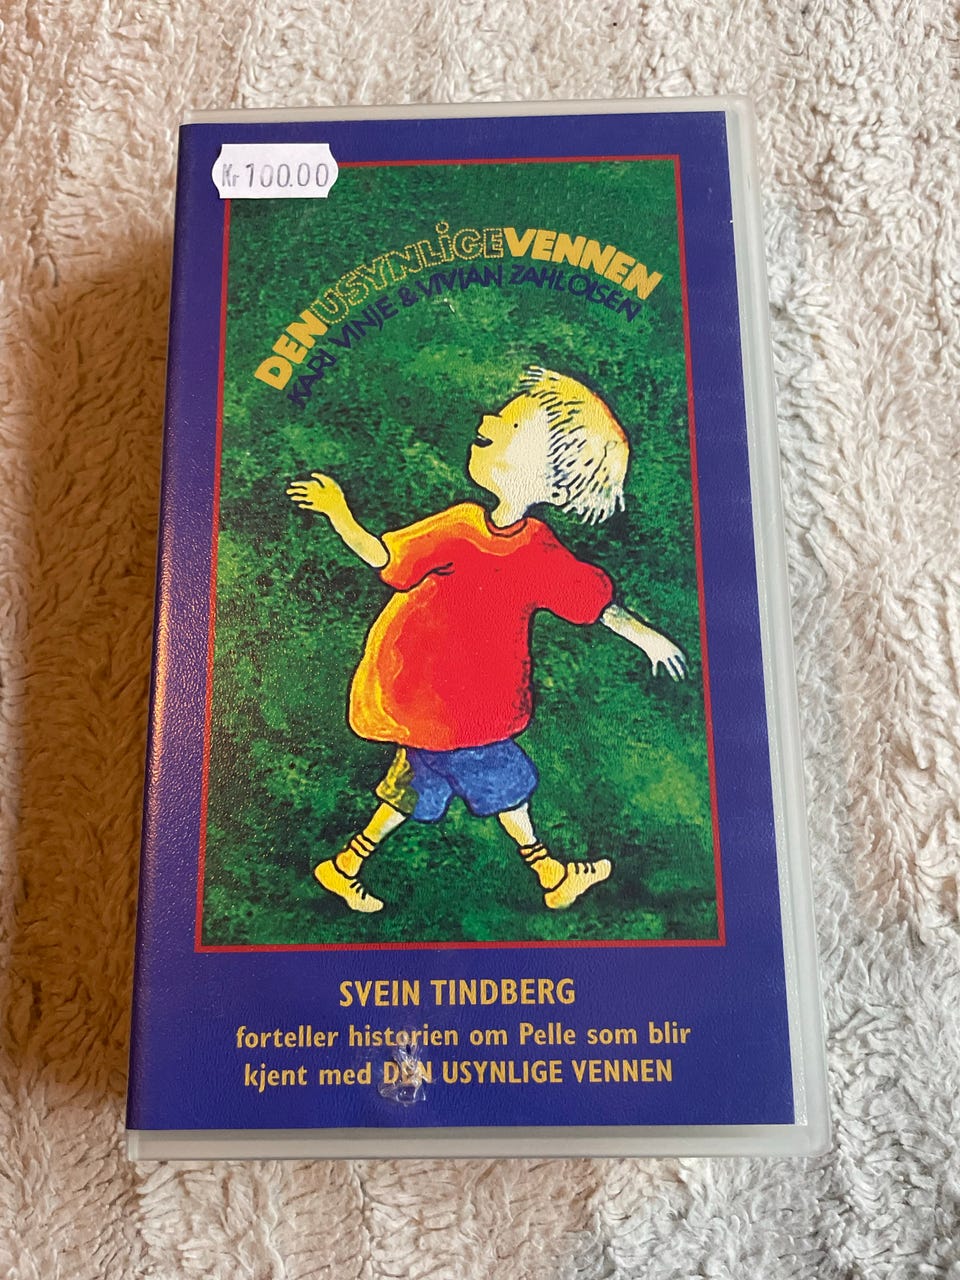 Kr 100.00
DEN USYNLiGE VENNEN
KARI VINJE & VIVIAN ZAHL OLSEN
SVEIN TINDBERG
forteller historien om Pelle som blir
kjent med DEN USYNLIGE VENNEN